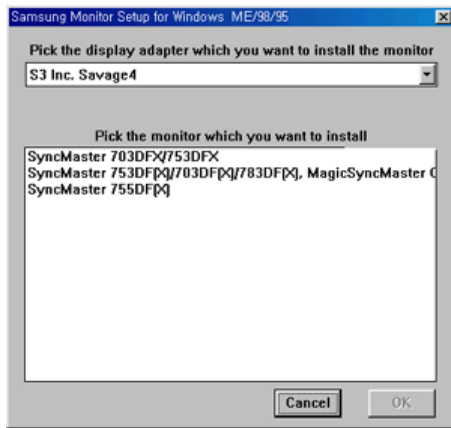 Samsung Monitor Setup for Windows  ME/98/95
Pick the display adapter which you want to install the monitor
S3 Inc. Savage4
Pick the monitor which you want to install
SyncMaster 703DFX/753DFX
SyncMaster 753DF[X]/703DF[X]/783DF[X], MagicSyncMaster
SyncMaster 755DF[X]
Cancel
OK